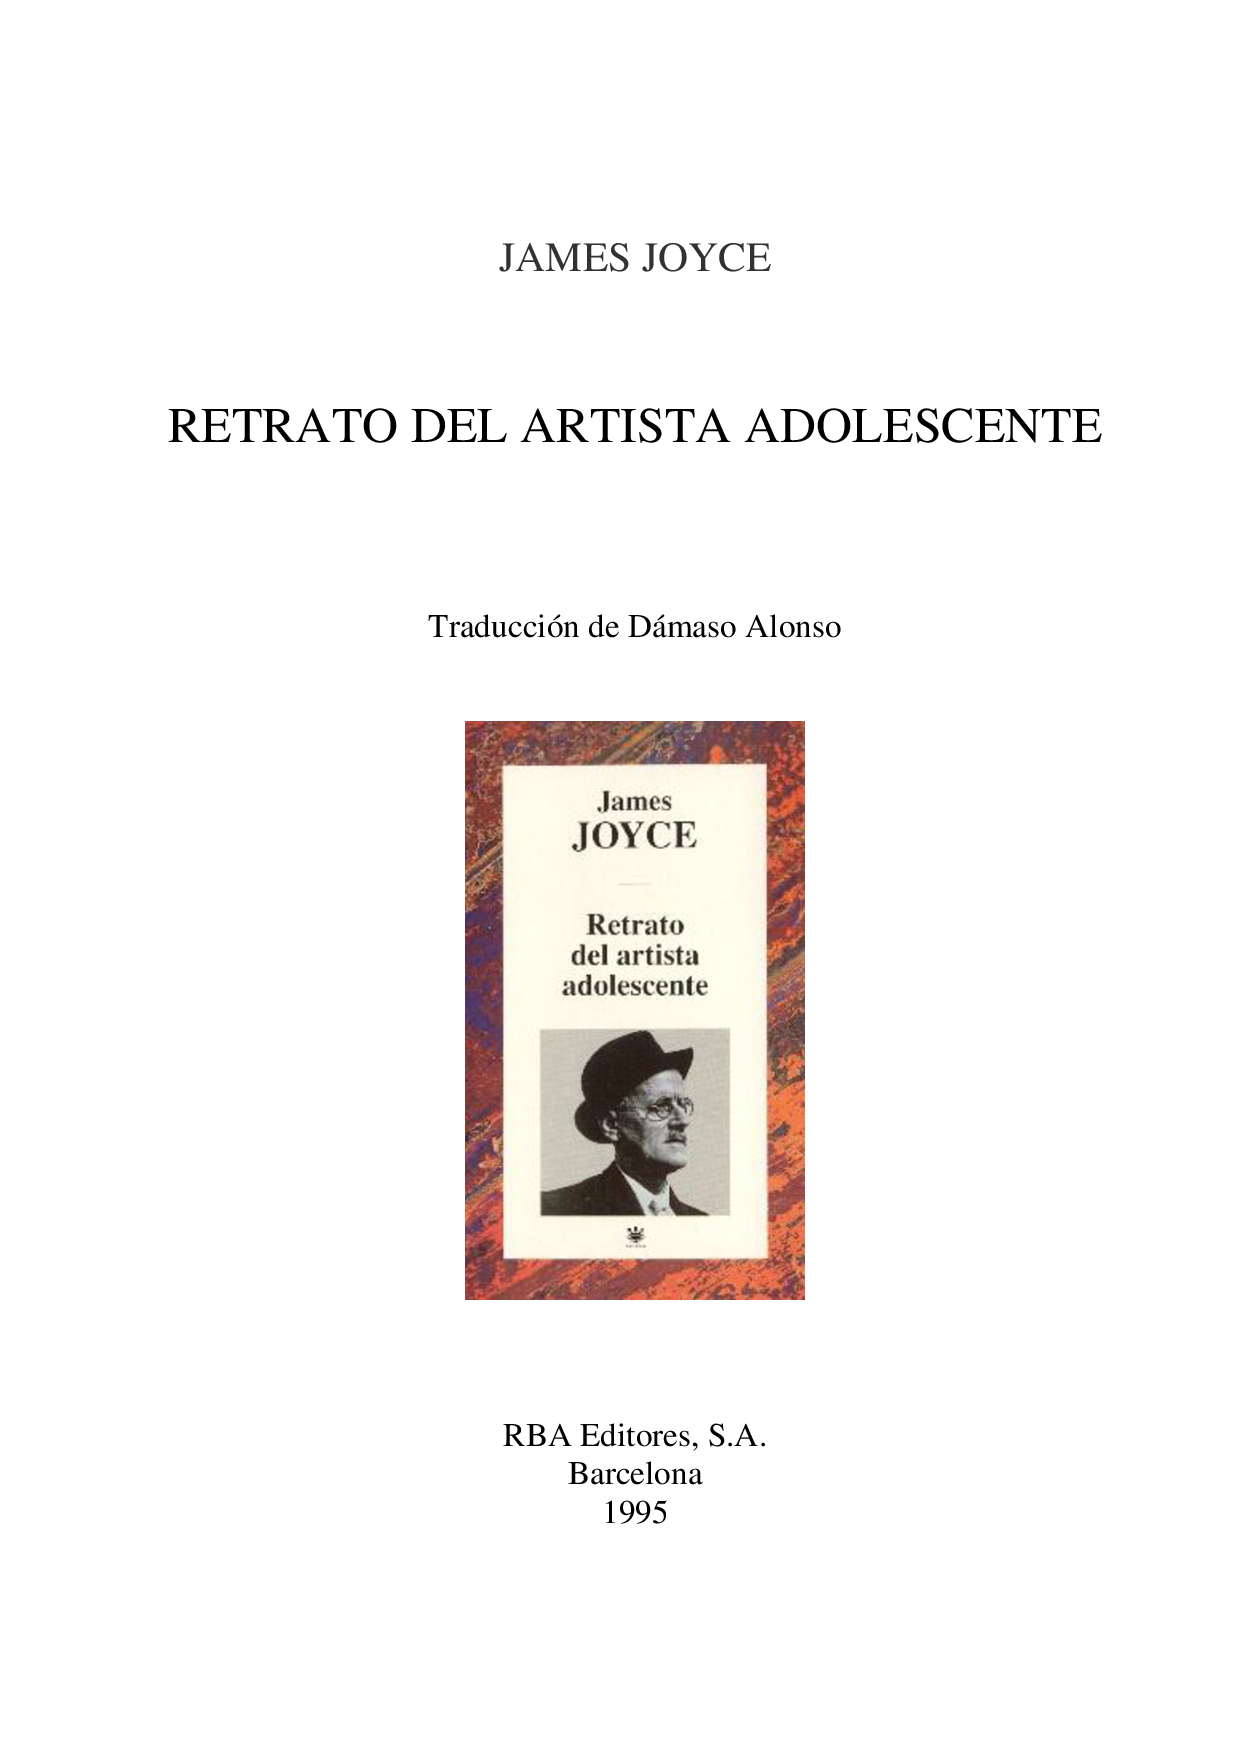 JAMES JOYCE
RETRATO DEL ARTISTA ADOLESCENTE
Traducción de Dámaso Alonso
James
JOYCE
Retrato
del artista
adolescente
RBA Editores, S.A.
Barcelona
1995